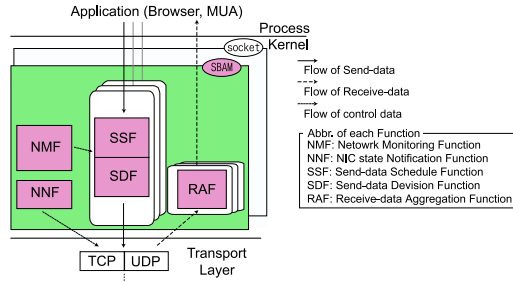 Application (Browser, MUA)
Process
Kernel
socket
SBAM
Flow of Send-data
Flow of Receive-data
Flow of control data
Abbr. of each Function
NMF: Netowrk Monitoring Function
NNF: NIC state Notification Function
SSF: Send-data Schedule Function
SDF: Send-data Devision Function
RAF: Receive-data Aggregation Function
NMF
NNF
SSF
SDF
RAF
TCP
UDP
Transport
Layer